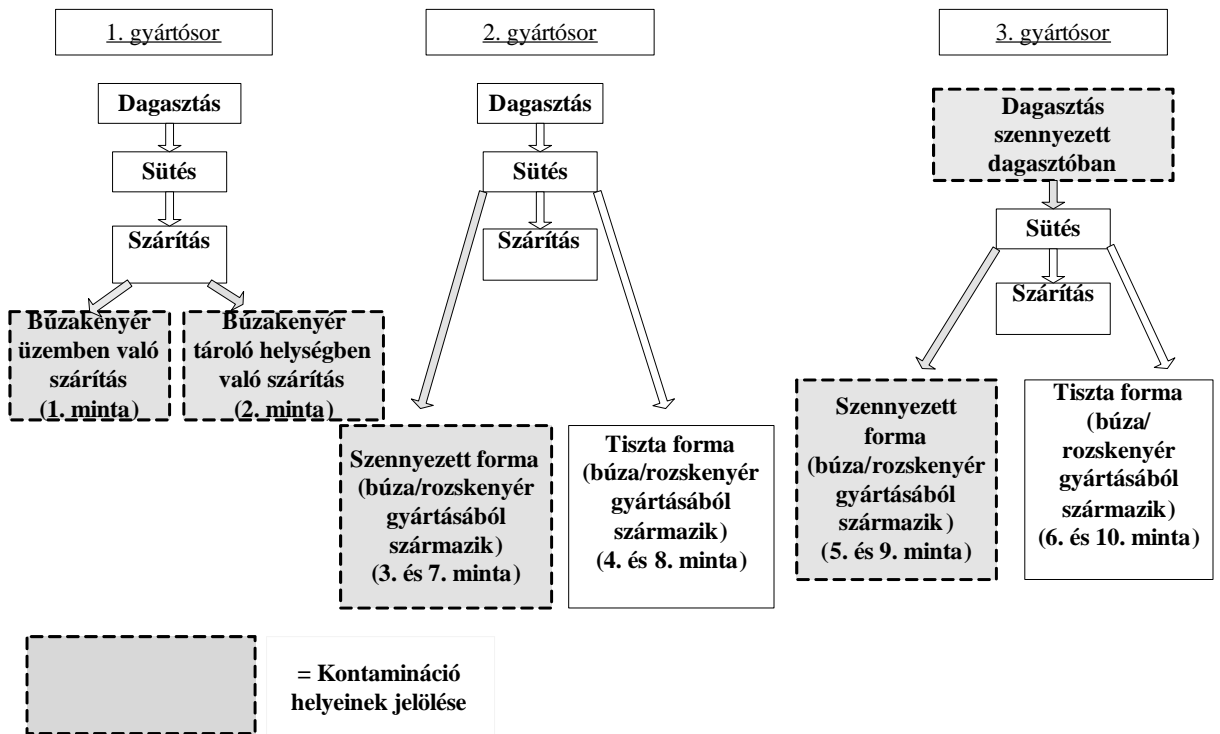 1. gyártósor
Dagasztás
Sütés
Szárítás
Búzakenyér
üzemben való
szárítás
(1. minta)
Búzakenyér
tároló helységben
való szárítás
(2. minta)
2. gyártósor
Dagasztás
Sütés
Szárítás
Szennyezett forma
(búza/rozskenyér
gyártásából
származik)
(3. és 7. minta)
Tiszta forma
(búza/rozskenyér
gyártásából
származik)
(4. és 8. minta)
3. gyártósor
Dagasztás
szennyezett
dagasztóban
Sütés
Szárítás
Szennyezett
forma
(búza/rozskenyér
gyártásából
származik)
(5. és 9. minta)
Tiszta forma
(búza/
rozskenyér
gyártásából
származik)
(6. és 10. minta)
= Kontamináció
helyeinek jelölése